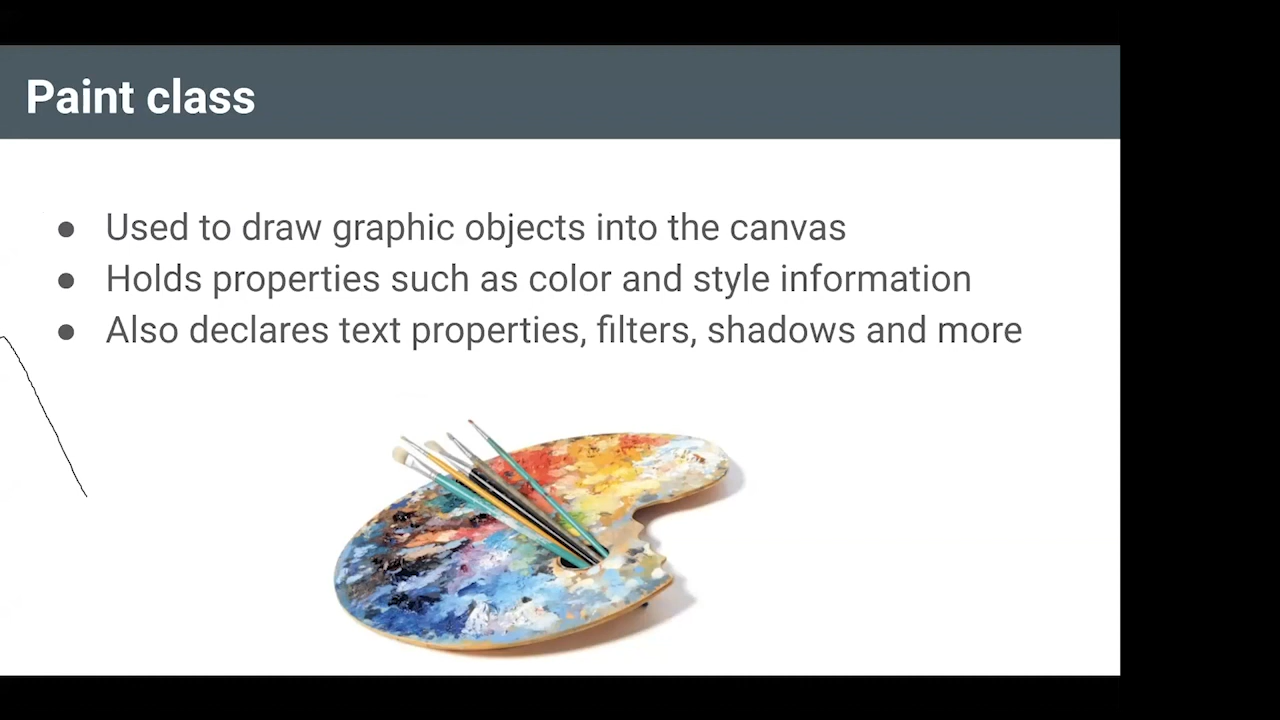 Paint class
● Used to draw graphic objects into the canvas
● Holds properties such as color and style information
● Also declares text properties, filters, shadows and more